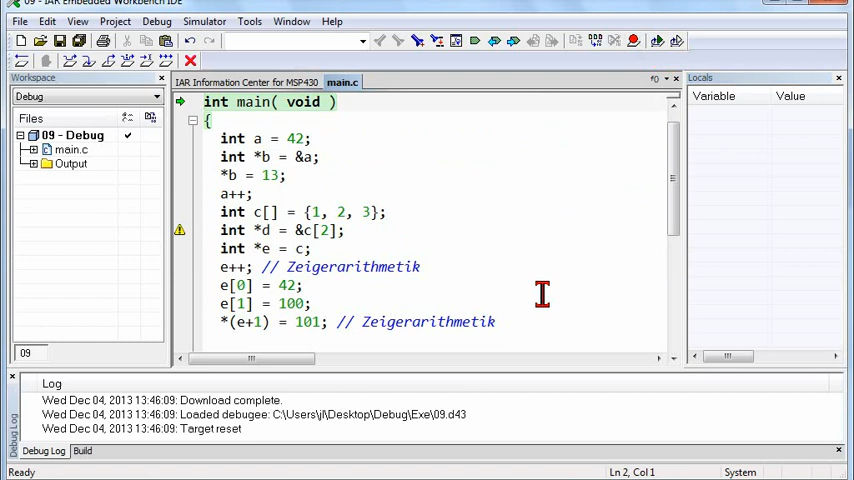 09 - IAR Embedded Workbench IDE
File Edit View Project Debug Simulator Tools Window Help
Workspace
IAR Information Center for MSP430 main.c f() Locals
Debug
Variable Value
Files
int main( void )
{
09 - Debug
int a = 42;
main.c
int *b = &a;
Output
*b = 13;
a++;
int c[] = {1, 2, 3};
int *d = &c[2];
int *e = c;
e++; // Zeigerarithmetik
e[0] = 42;
e[1] = 100;
*(e+1) = 101; // Zeigerarithmetik
09
Log
Wed Dec 04, 2013 13:46:09: Download complete.
Wed Dec 04, 2013 13:46:09: Loaded debugee: C:\Users\jl\Desktop\Debug\Exe\09.d43
Wed Dec 04, 2013 13:46:09: Target reset
Debug Log
Debug Log Build
Ready Ln 2, Col 1 System